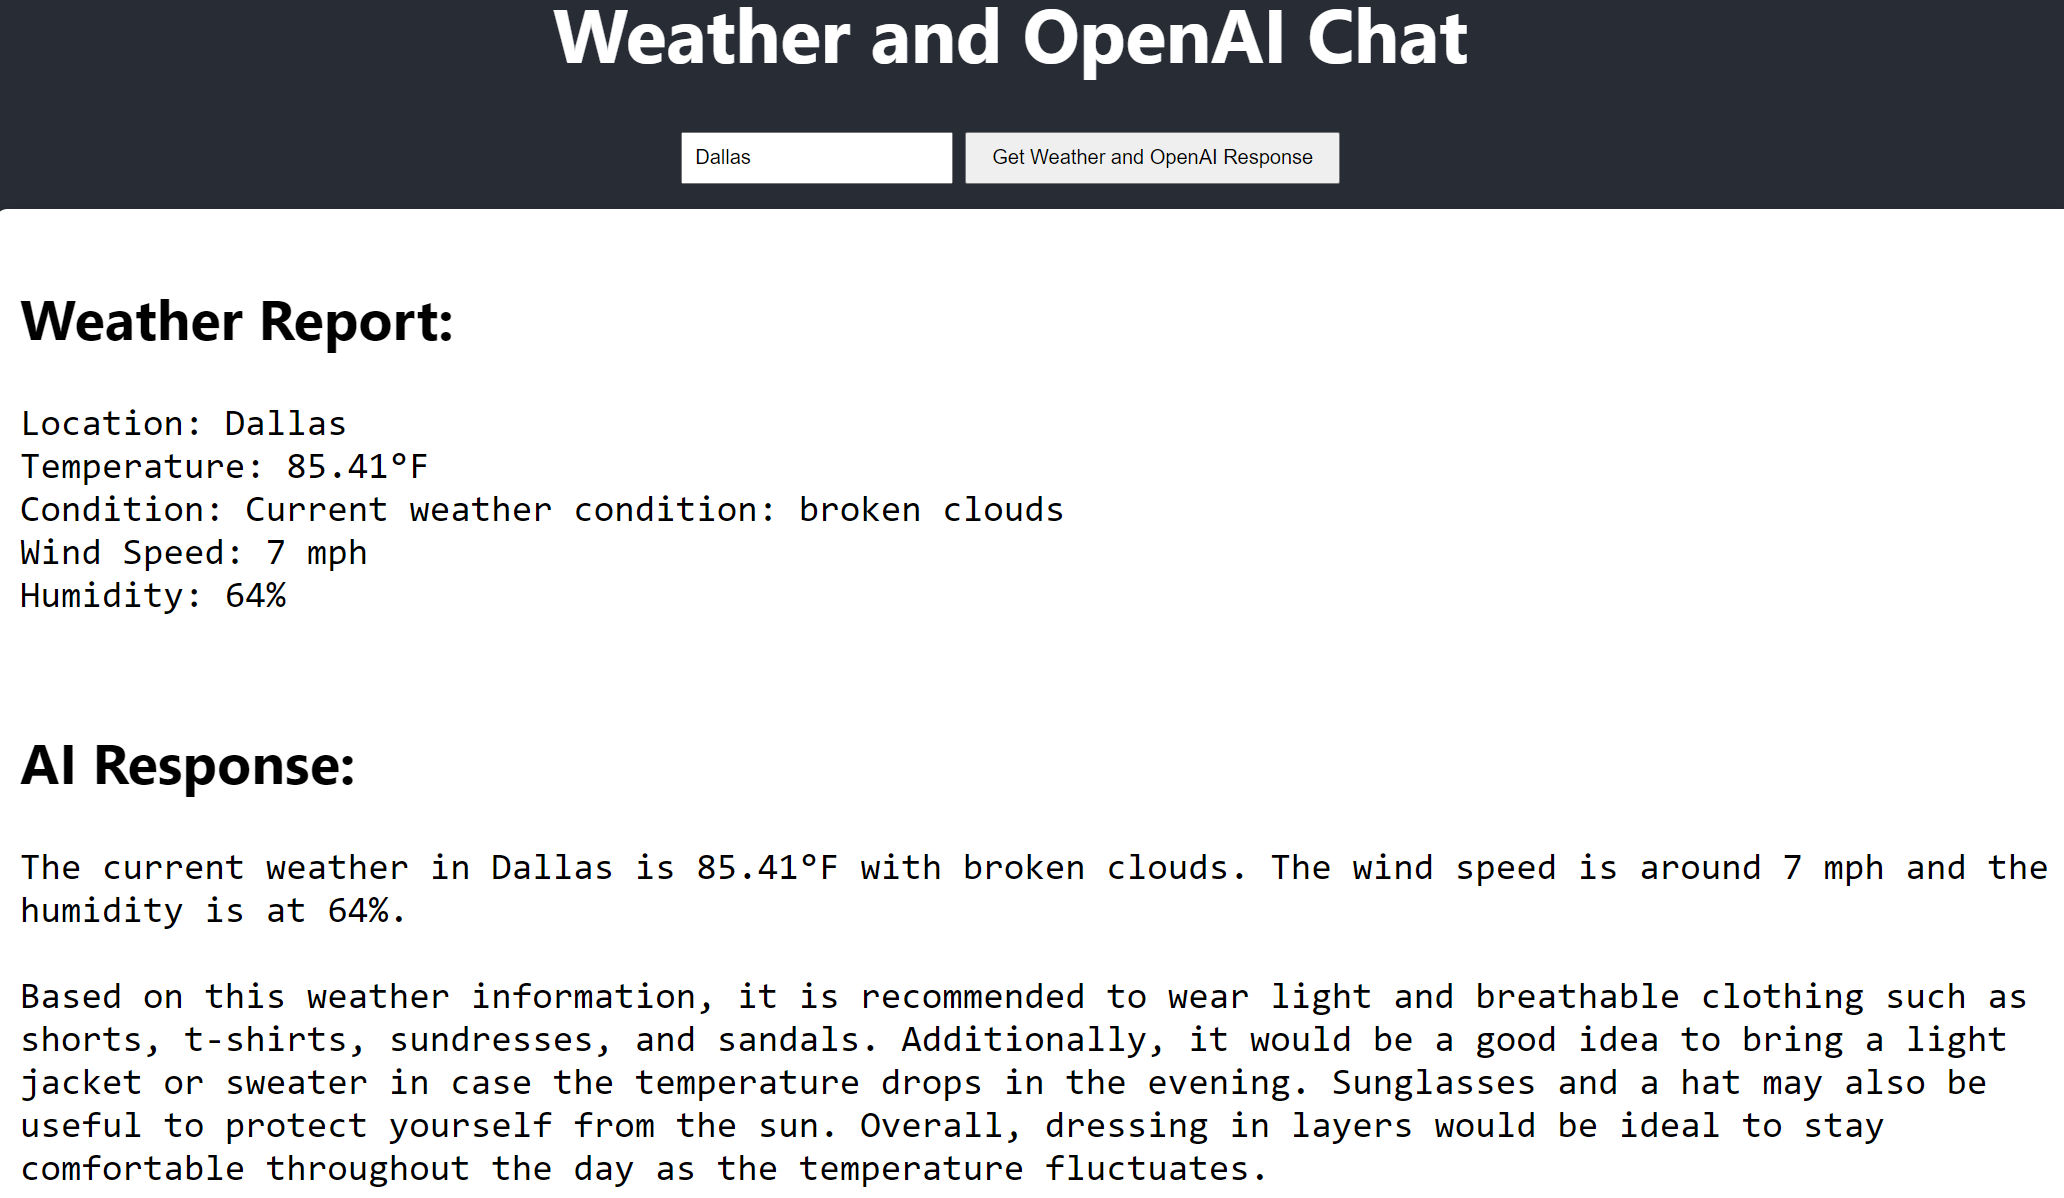 Weather and OpenAI Chat
Dallas
Get Weather and OpenAI Response
Weather Report:
Location: Dallas
Temperature: 85.41°F
Condition: Current weather condition: broken clouds
Wind Speed: 7 mph
Humidity: 64%
AI Response:
The current weather in Dallas is 85.41°F with broken clouds. The wind speed is around 7 mph and the
humidity is at 64%.
Based on this weather information, it is recommended to wear light and breathable clothing such as
shorts, t-shirts, sundresses, and sandals. Additionally, it would be a good idea to bring a light
jacket or sweater in case the temperature drops in the evening. Sunglasses and a hat may also be
useful to protect yourself from the sun. Overall, dressing in layers would be ideal to stay
comfortable throughout the day as the temperature fluctuates.